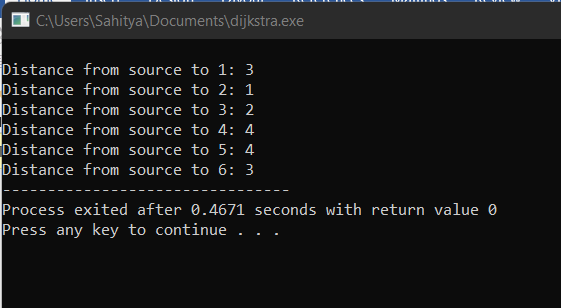 C:\Users\Sahitya\Documents\dijkstra.exe
Distance from source to 1: 3
Distance from source to 2: 1
Distance from source to 3: 2
Distance from source to 4: 4
Distance from source to 5: 4
Distance from source to 6: 3
--------------------------------
Process exited after 0.4671 seconds with return value 0
Press any key to continue . . .